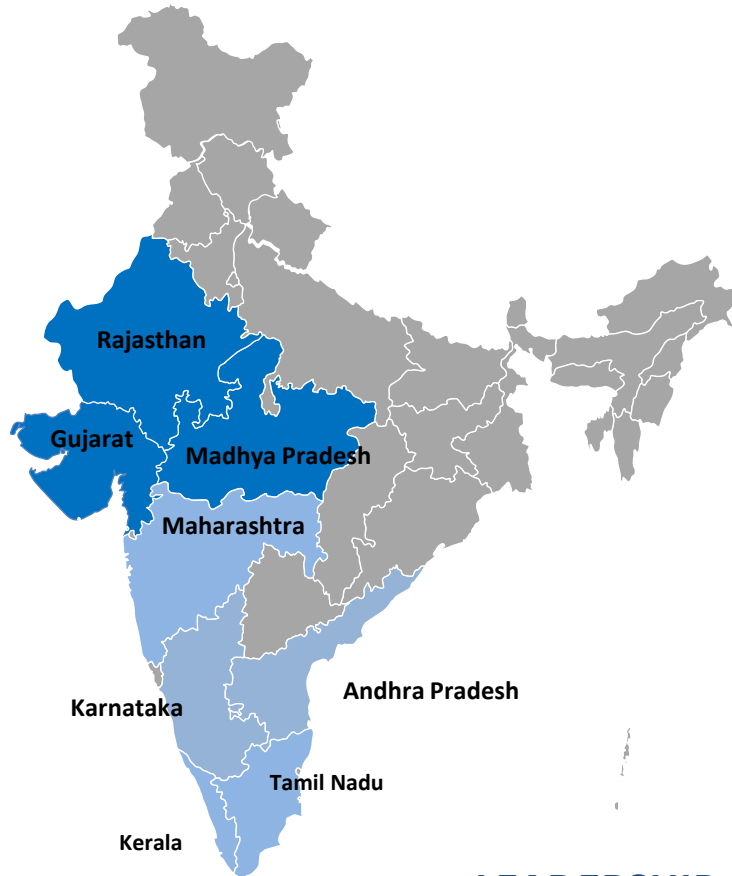 Rajasthan
Gujarat
Madhya Pradesh
Maharashtra
Andhra Pradesh
Karnataka
Tamil Nadu
Kerala